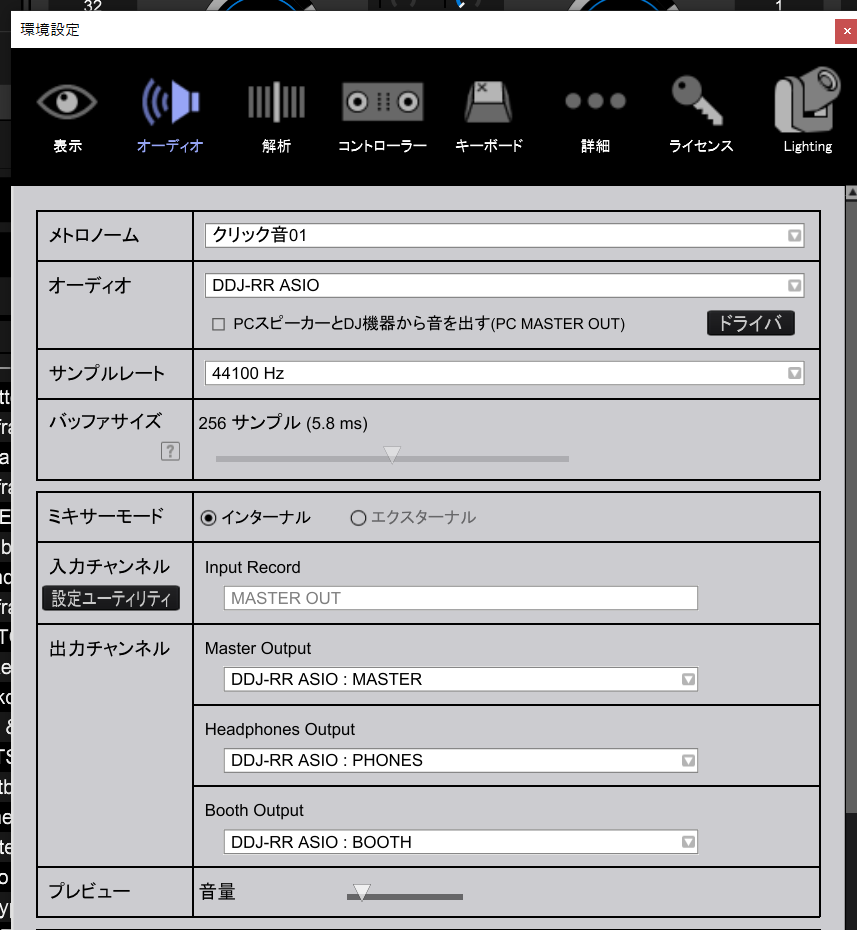 32
1
環境設定
表示
オーディオ
解析
コントローラー
キーボード
詳細
ライセンス
Lighting
メトロノーム
クリック音01
オーディオ
DDJ-RR ASIO
PCスピーカーとDJ機器から音を出す(PC MASTER OUT)
ドライバ
サンプルレート
44100 Hz
バッファサイズ
256 サンプル (5.8 ms)
?
ミキサーモード
インターナル
エクスターナル
入力チャンネル
Input Record
設定ユーティリティ
MASTER OUT
出力チャンネル
Master Output
DDJ-RR ASIO : MASTER
Headphones Output
DDJ-RR ASIO : PHONES
Booth Output
DDJ-RR ASIO : BOOTH
プレビュー
音量